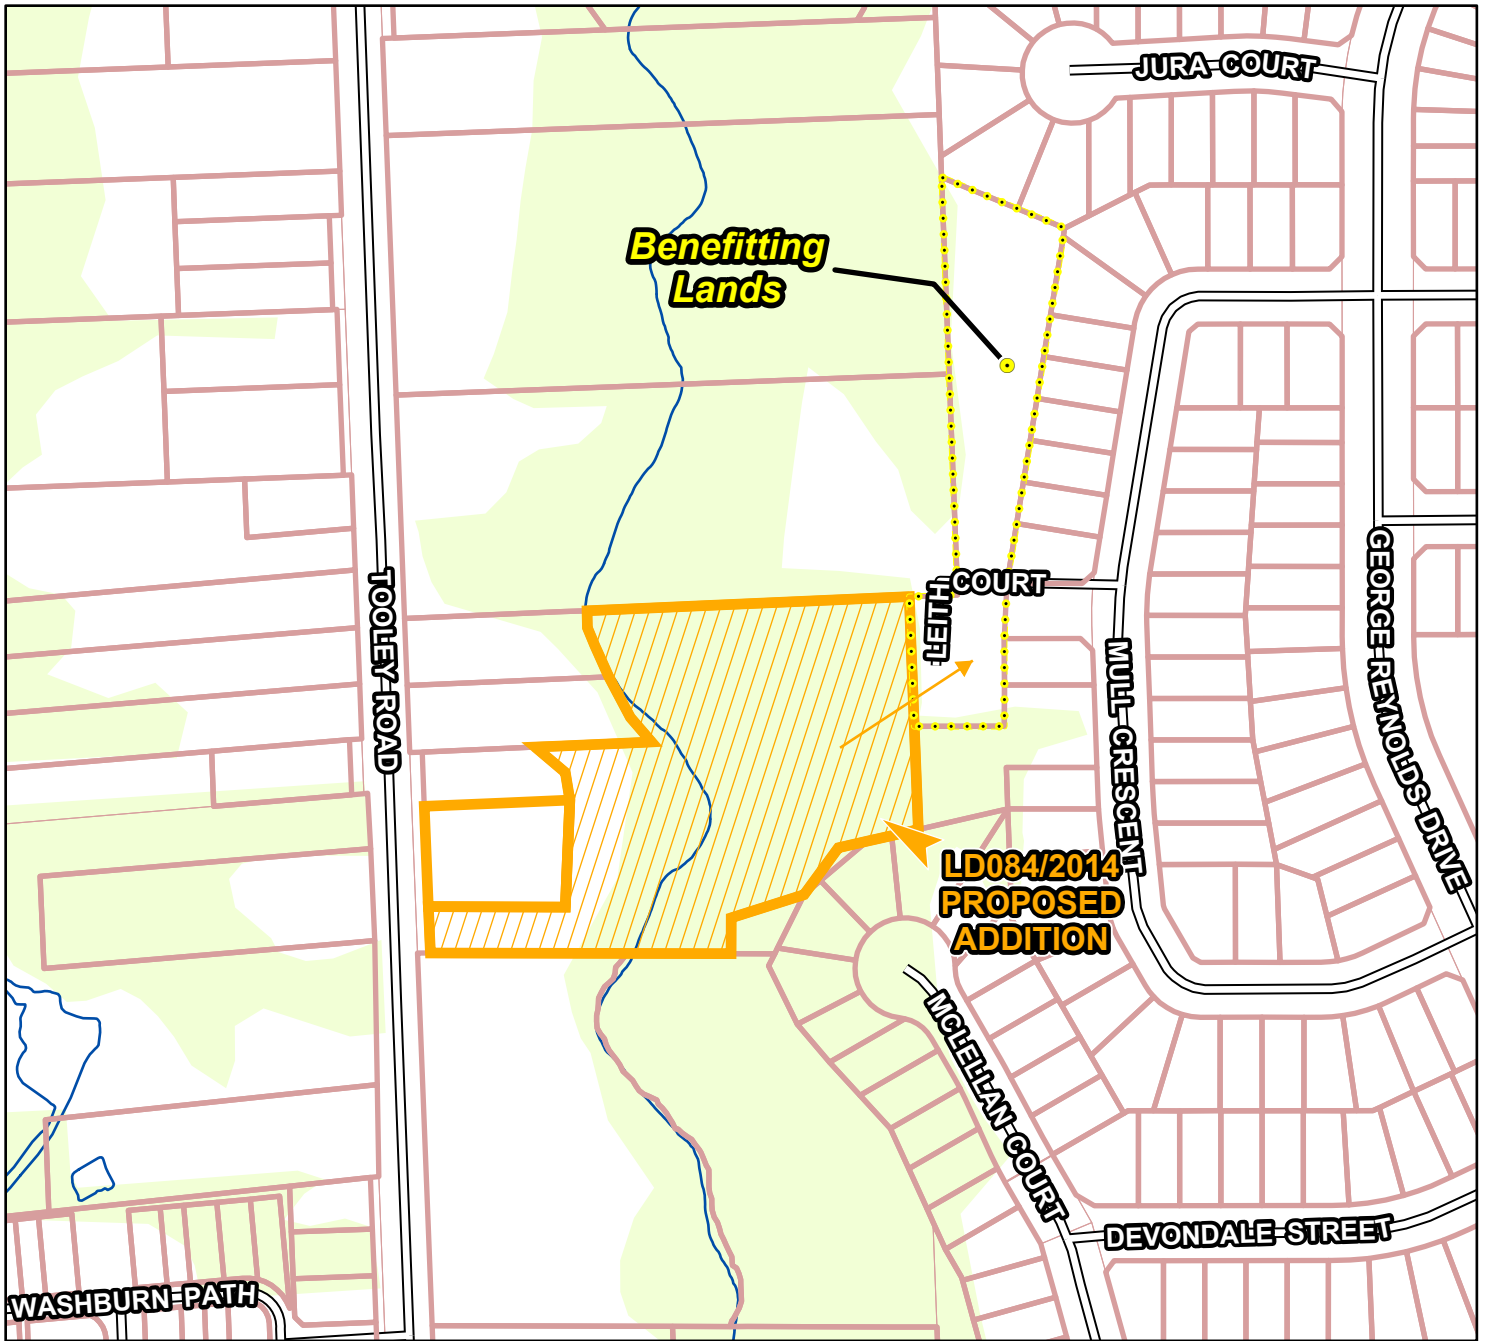 JURA COURT
Benefitting
Lands
COURT
LEITH
TOOLEY ROAD
GEORGE REYNOLDS DRIVE
MULL CRESCENT
LD084/2014
PROPOSED
ADDITION
MCLELLAN COURT
DEVONDALE STREET
WASHBURN PATH